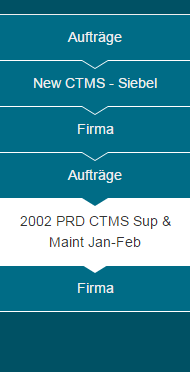 Aufträge
New CTMS - Siebel
Firma
Aufträge
2002 PRD CTMS Sup &
Maint Jan-Feb
Firma